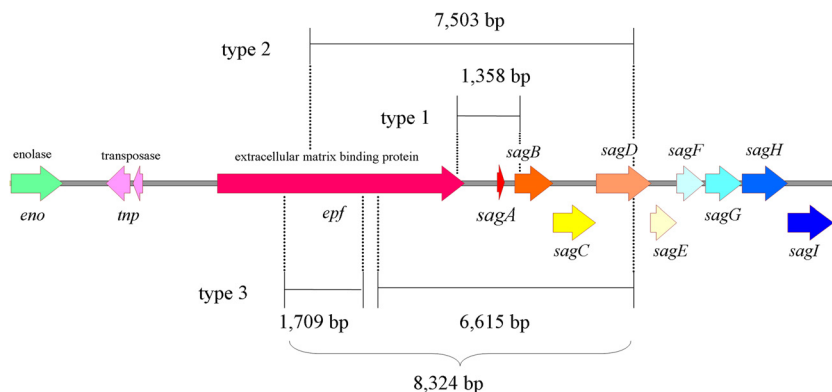 7,503 bp
type 2
1,358 bp
type 1
enolase
transposase
extracellular matrix binding protein
sagB
sagD
sagF
sagH
eno
tnp
epf
sagA
sagC
sagE
sagG
sagI
type 3
1,709 bp
6,615 bp
8,324 bp